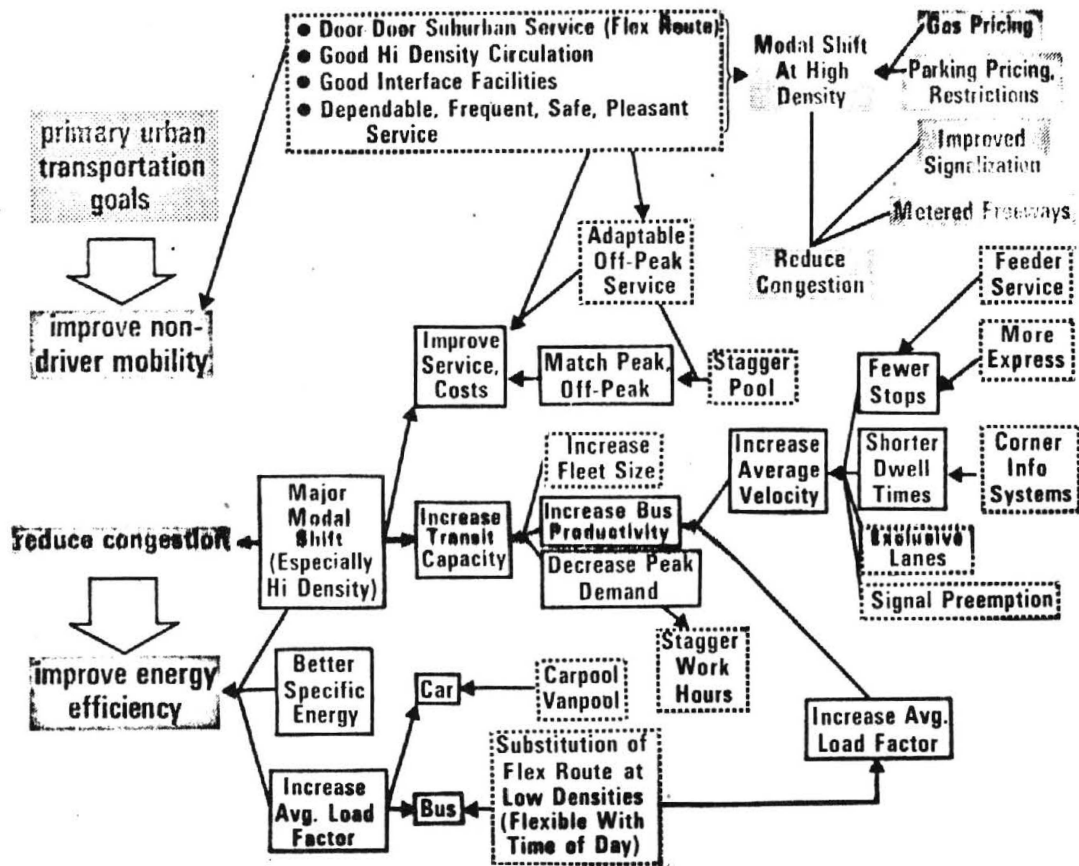 ● Door Door Suburban Service (Flex Route)
● Good Hi Density Circulation
● Good Interface Facilities
● Dependable, Frequent, Safe, Pleasant
Service
Modal Shift
At High
Density
Gas Pricing
Parking Pricing,
Restrictions
primary urban
transportation
goals
Improved
Signalization
Metered Freeways
Adaptable
Off-Peak
Service
Reduce
Congestion
Feeder
Service
improve non-
driver mobility
Improve
Service,
Costs
Match Peak,
Off-Peak
Stagger
Pool
Fewer
Stops
More
Express
Increase
Fleet Size
Increase
Average
Velocity
Shorter
Dwell
Times
Corner
Info
Systems
reduce congestion
Major
Modal
Shift
(Especially
Hi Density)
Increase
Transit
Capacity
Increase Bus
Productivity
Decrease Peak
Demand
Exclusive
Lanes
Signal Preemption
Stagger
Work
Hours
improve energy
efficiency
Better
Specific
Energy
Car
Carpool
Vanpool
Increase Avg.
Load Factor
Increase
Avg. Load
Factor
Bus
Substitution of
Flex Route at
Low Densities
(Flexible With
Time of Day)